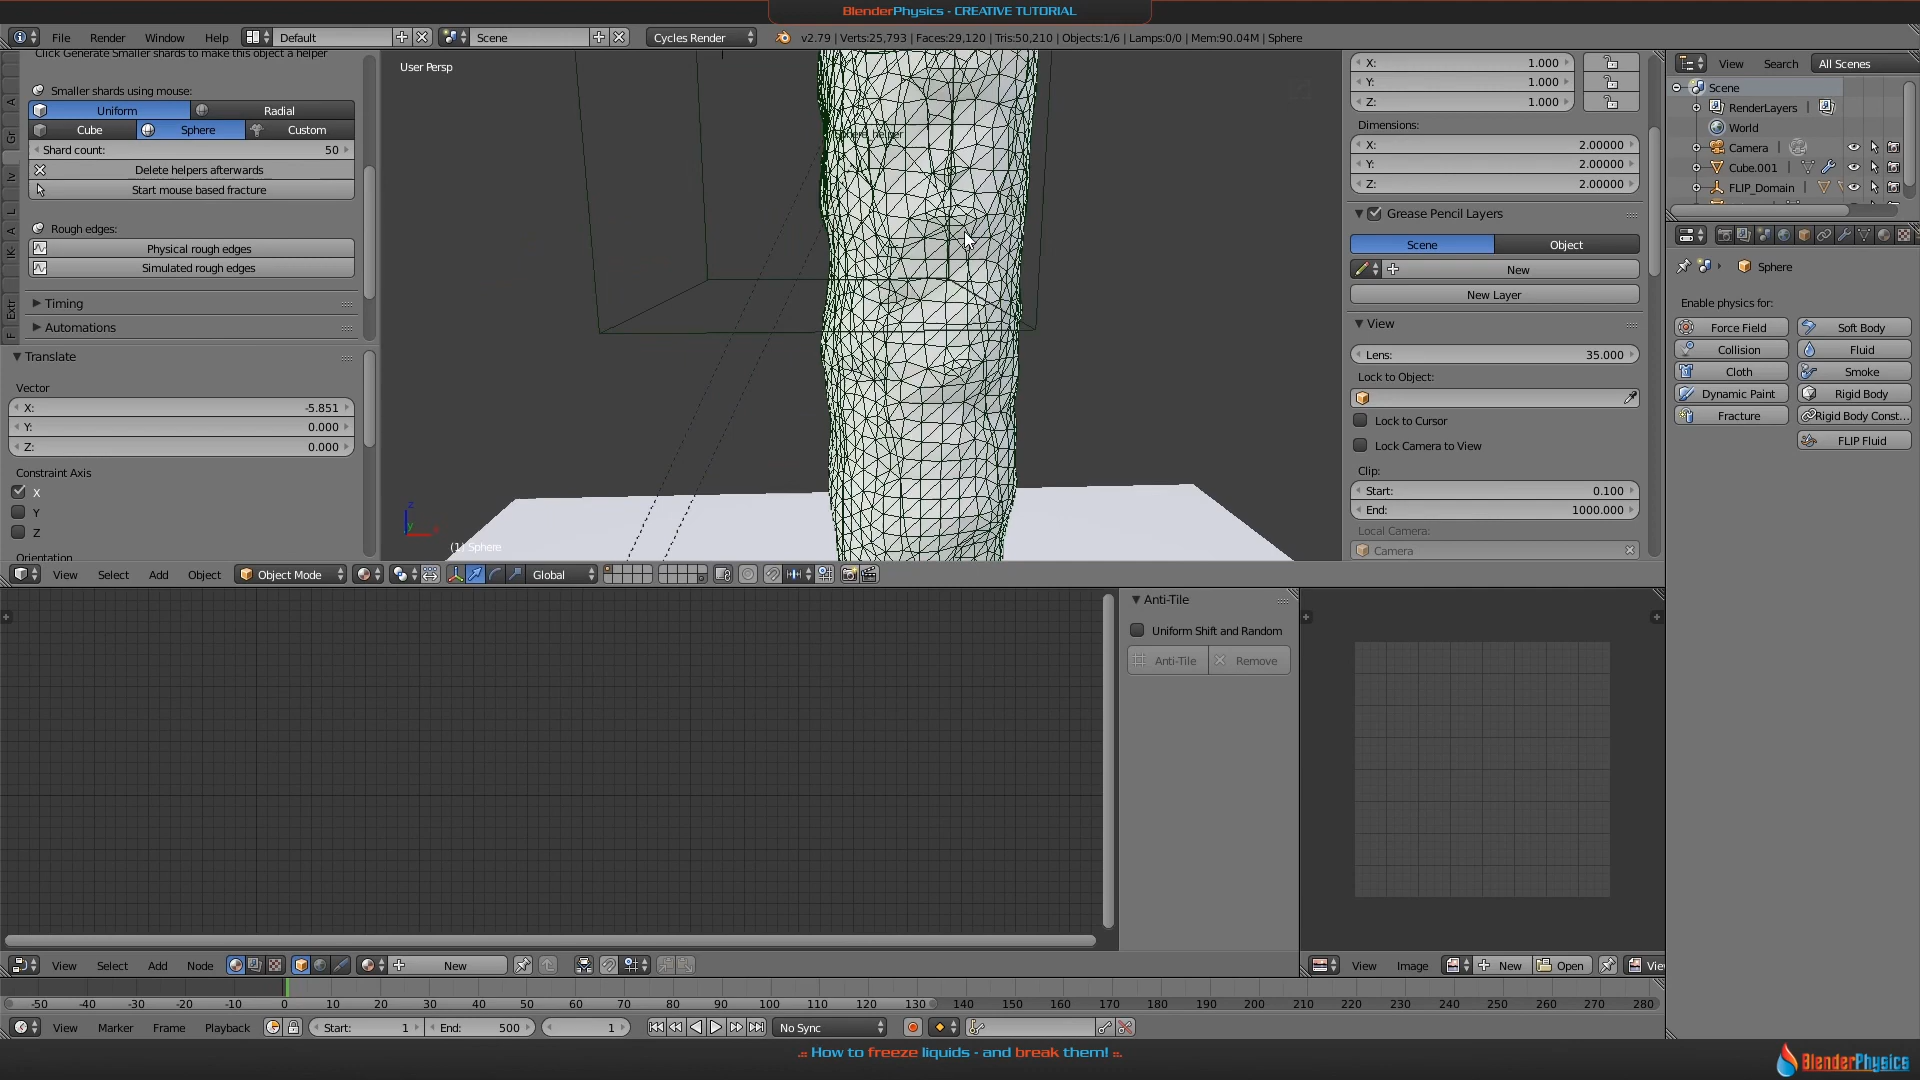 BlenderPhysics - CREATIVE TUTORIAL
File Render Window Help Default Scene Cycles Render v2.79 | Verts:25,793 | Faces:29,120 | Tris:50,210 | Objects:1/6 | Lamps:0/0 | Mem:90.04M | Sphere
Click Generate Smaller shards to make this object a helper
Smaller shards using mouse:
Uniform Radial
Cube Sphere Custom
Shard count: 50
Delete helpers afterwards
Start mouse based fracture
Rough edges:
Physical rough edges
Simulated rough edges
Timing
Automations
A
Gr
Iv
L
A
IK
Extr
F
Translate
Vector
X: -5.851
Y: 0.000
Z: 0.000
Constraint Axis
X
Y
Z
Orientation
User Persp
z
y
(1) Sphere
X: 1.000
Y: 1.000
Z: 1.000
Dimensions:
X: 2.00000
Y: 2.00000
Z: 2.00000
Grease Pencil Layers
Scene Object
New
New Layer
View
Lens: 35.000
Lock to Object:
Lock to Cursor
Lock Camera to View
Clip:
Start: 0.100
End: 1000.000
Local Camera:
Camera
View Search All Scenes
Scene
RenderLayers
World
Camera
Cube.001
FLIP_Domain
Sphere
Enable physics for:
Force Field Soft Body
Collision Fluid
Cloth Smoke
Dynamic Paint Rigid Body
Fracture Rigid Body Const...
FLIP Fluid
View Select Add Object Object Mode Global
Anti-Tile
Uniform Shift and Random
Anti-Tile Remove
View Select Add Node New
View Image New Open Vie
-50 -40 -30 -20 -10 0 10 20 30 40 50 60 70 80 90 100 110 120 130 140 150 160 170 180 190 200 210 220 230 240 250 260 270 280
View Marker Frame Playback Start: 1 End: 500 1 No Sync
.:: How to freeze liquids - and break them! ::.
BlenderPhysics